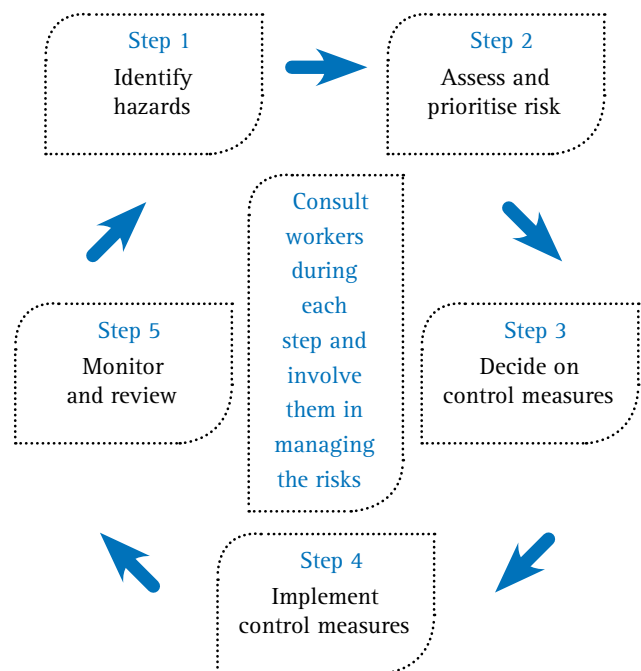 Step 1
Identify
hazards
Step 2
Assess and
prioritise risk
Consult
workers
during
each
step and
involve
them in
managing
the risks
Step 3
Decide on
control measures
Step 4
Implement
control measures
Step 5
Monitor
and review